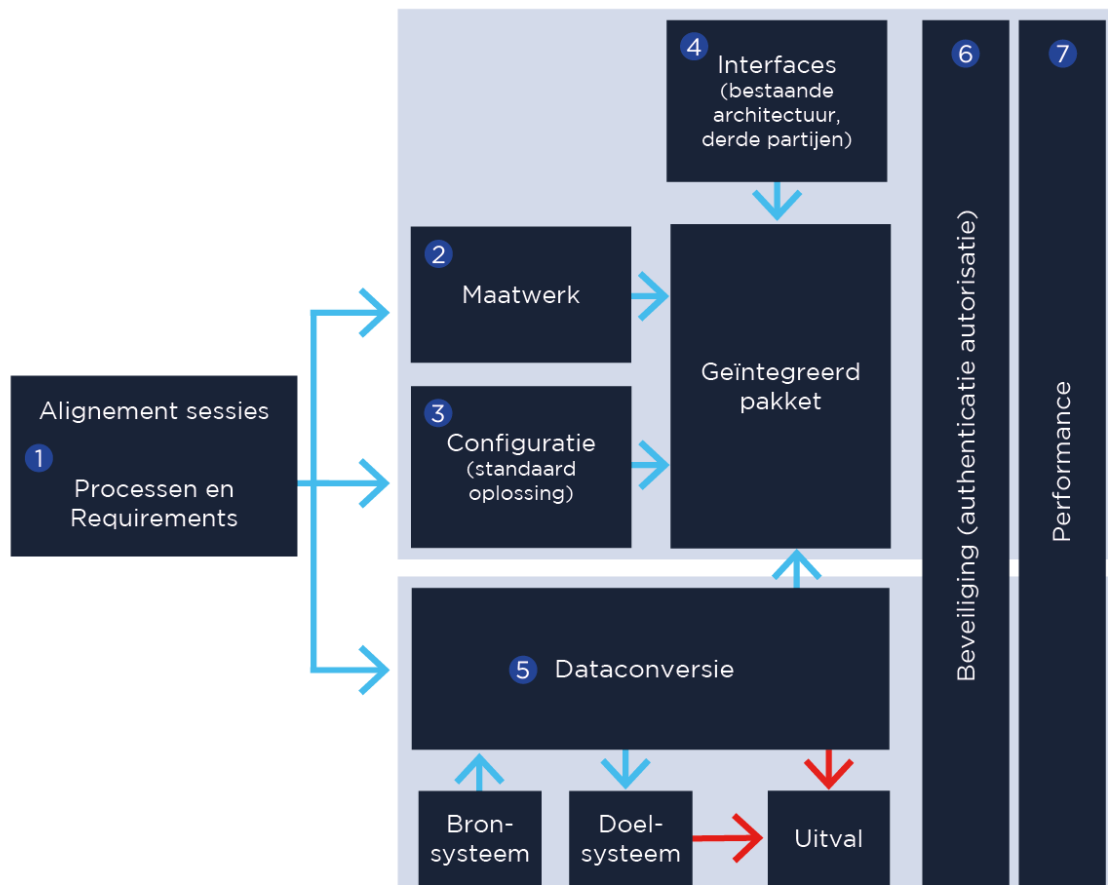 Alignement sessies
1
Processen en
Requirements
2
Maatwerk
3
Configuratie
(standaard
oplossing)
4
Interfaces
(bestaande
architectuur,
derde partijen)
Geïntegreerd
pakket
5 Dataconversie
Bron-
systeem
Doel-
systeem
Uitval
6
Beveiliging (authenticatie autorisatie)
7
Performance